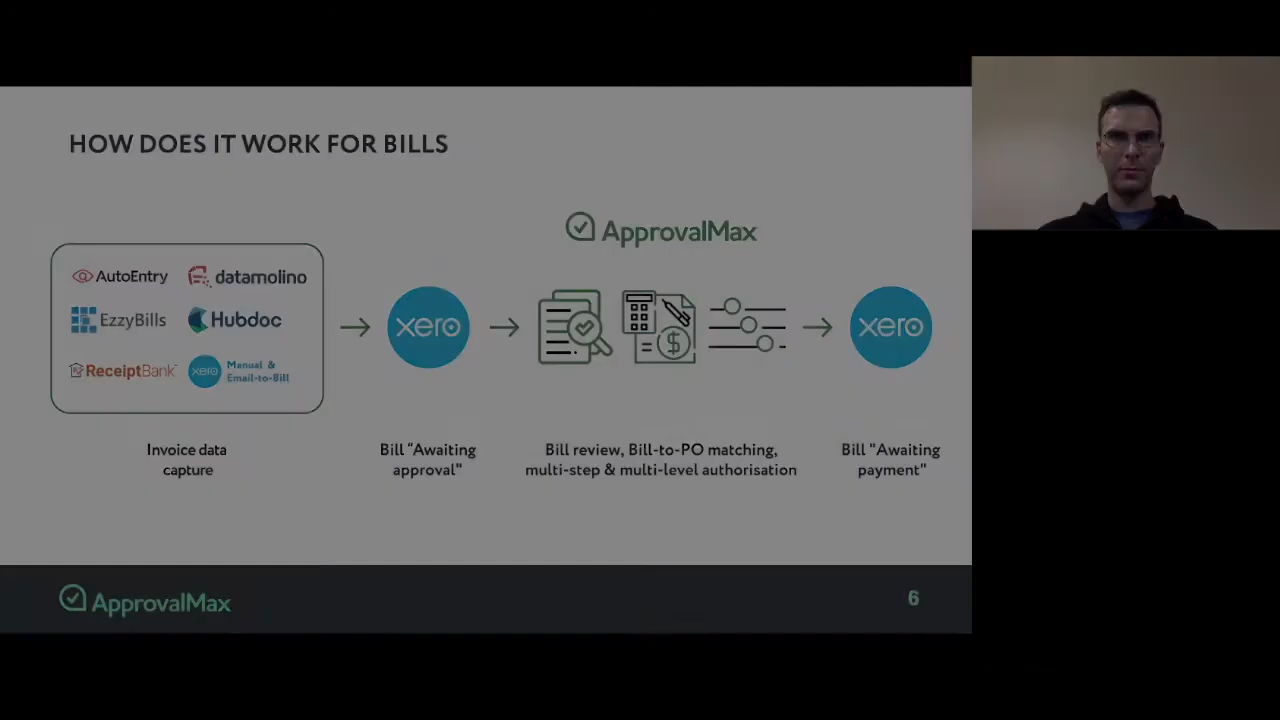 HOW DOES IT WORK FOR BILLS
ApprovalMax
AutoEntry
datamolino
EzzyBills
Hubdoc
ReceiptBank
xero
Manual &
Email-to-Bill
xero
$
xero
Invoice data
capture
Bill "Awaiting
approval"
Bill review, Bill-to-PO matching,
multi-step & multi-level authorisation
Bill "Awaiting
payment"
ApprovalMax
6